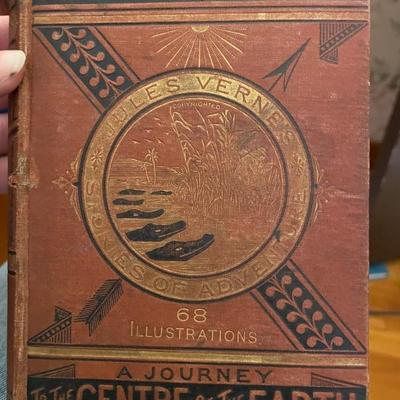 JULES VERNE'S
COPYRIGHTED
STORIES OF ADVENTURE
68
ILLUSTRATIONS
A JOURNEY
TO THE CENTRE OF THE EARTH